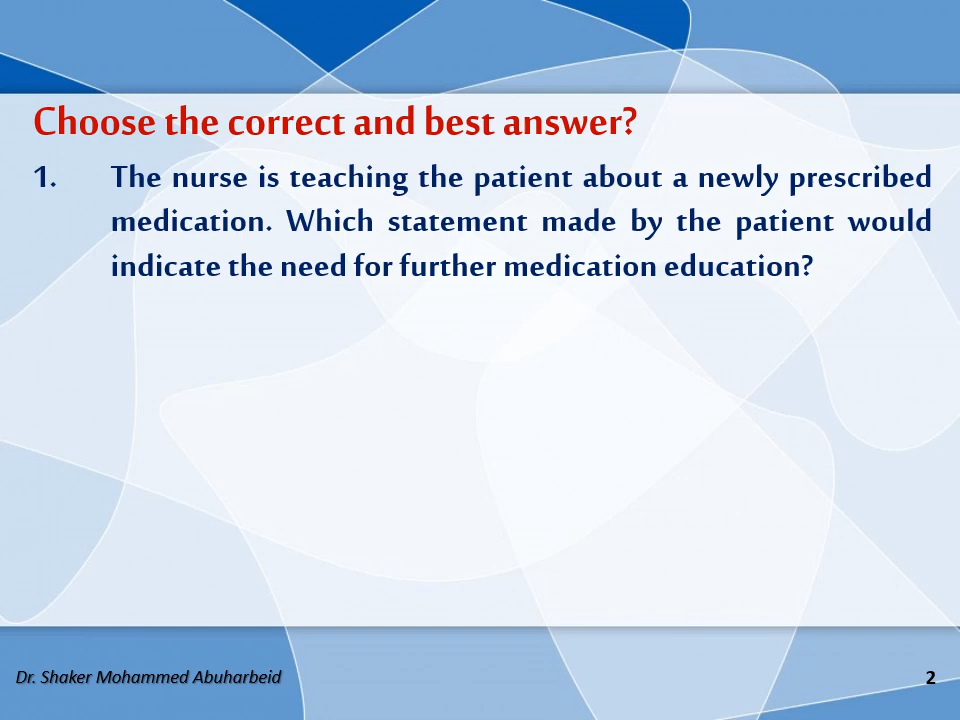 Choose the correct and best answer?
1. The nurse is teaching the patient about a newly prescribed
medication. Which statement made by the patient would
indicate the need for further medication education?
Dr. Shaker Mohammed Abuharbeid
2